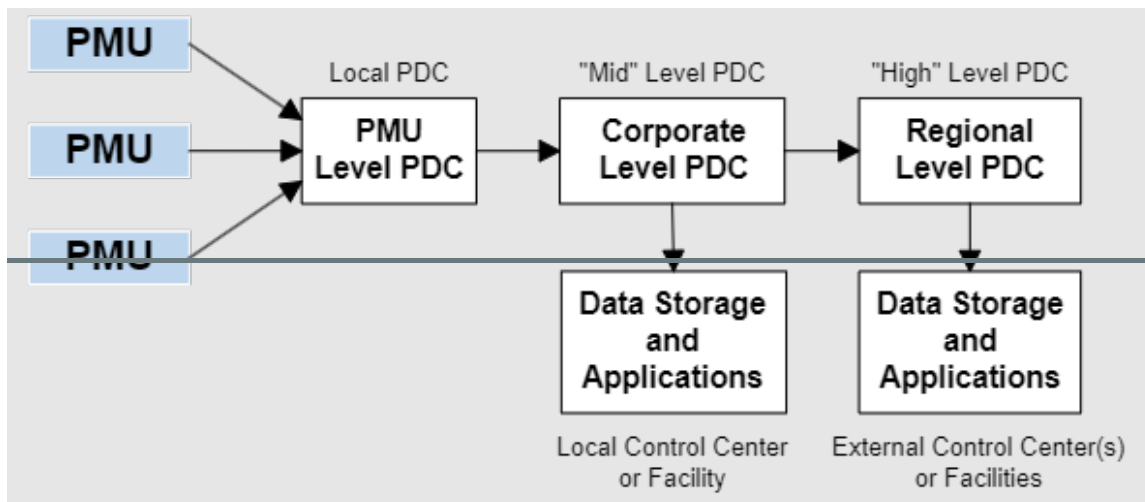 PMU
PMU
PMU
Local PDC
PMU
Level PDC
"Mid" Level PDC
Corporate
Level PDC
"High" Level PDC
Regional
Level PDC
Data Storage
and
Applications
Local Control Center
or Facility
Data Storage
and
Applications
External Control Center(s)
or Facilities